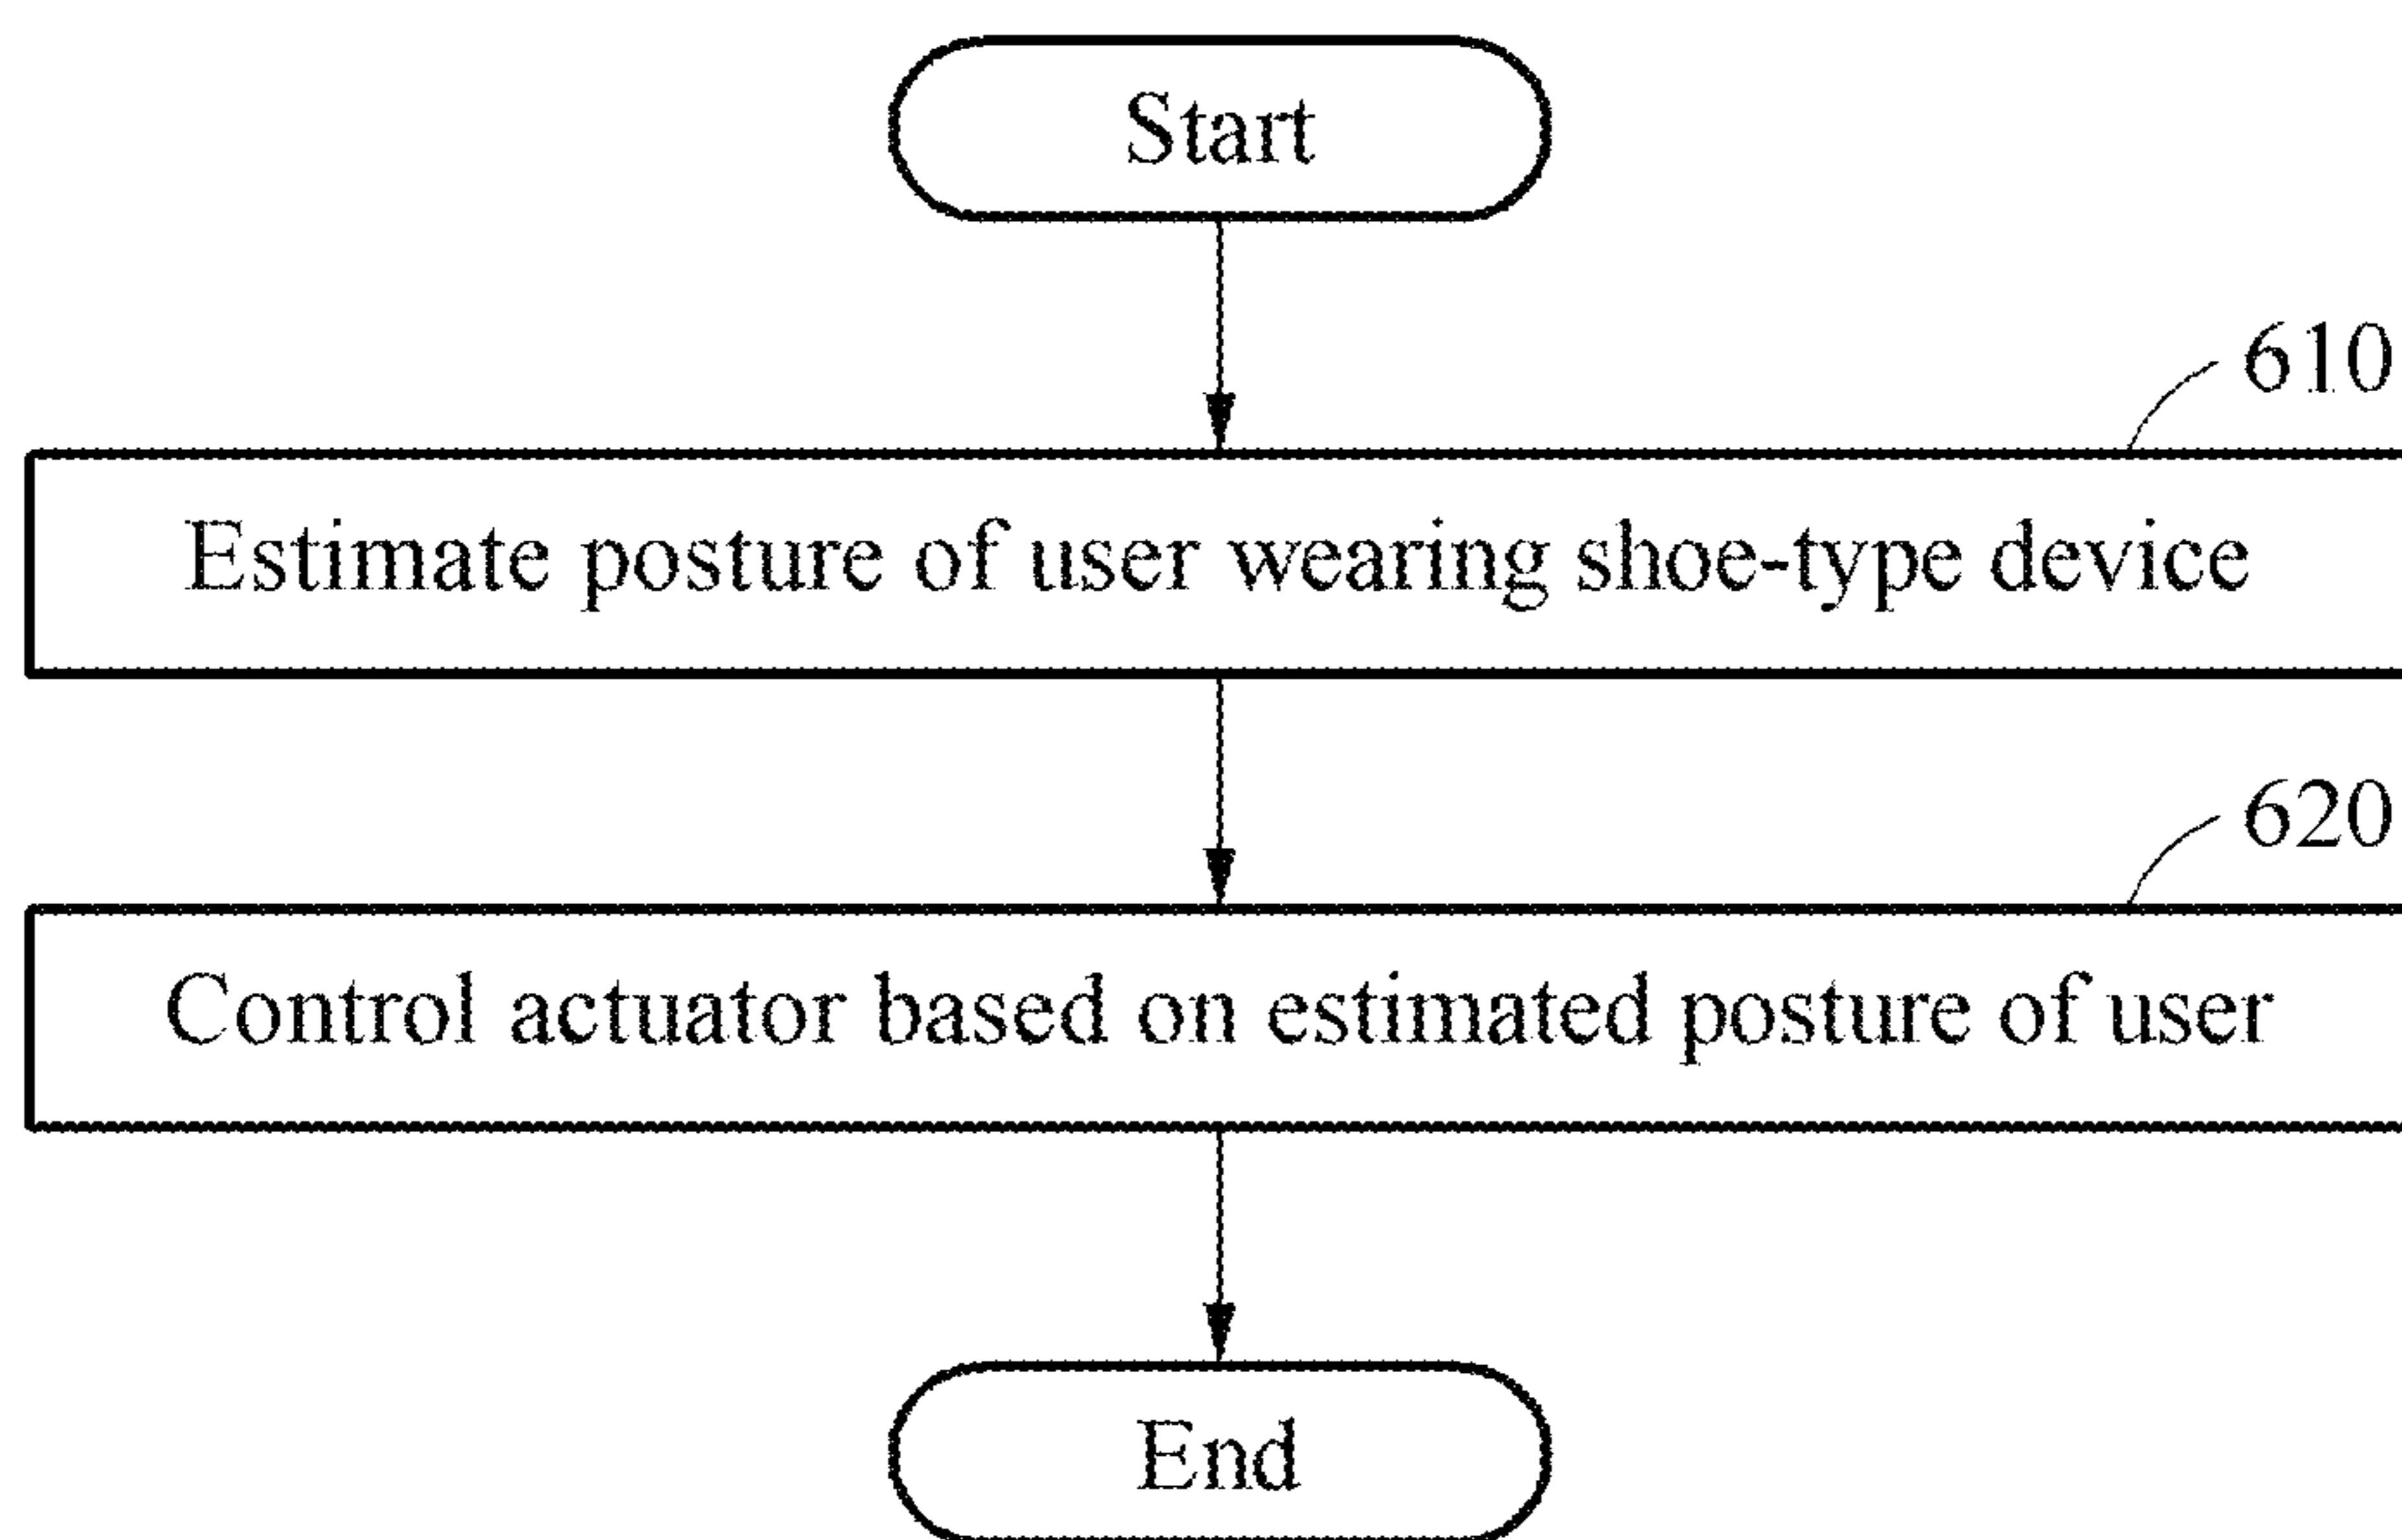 Start
610
Estimate posture of user wearing shoe-type device
620
Control actuator based on estimated posture of user
End